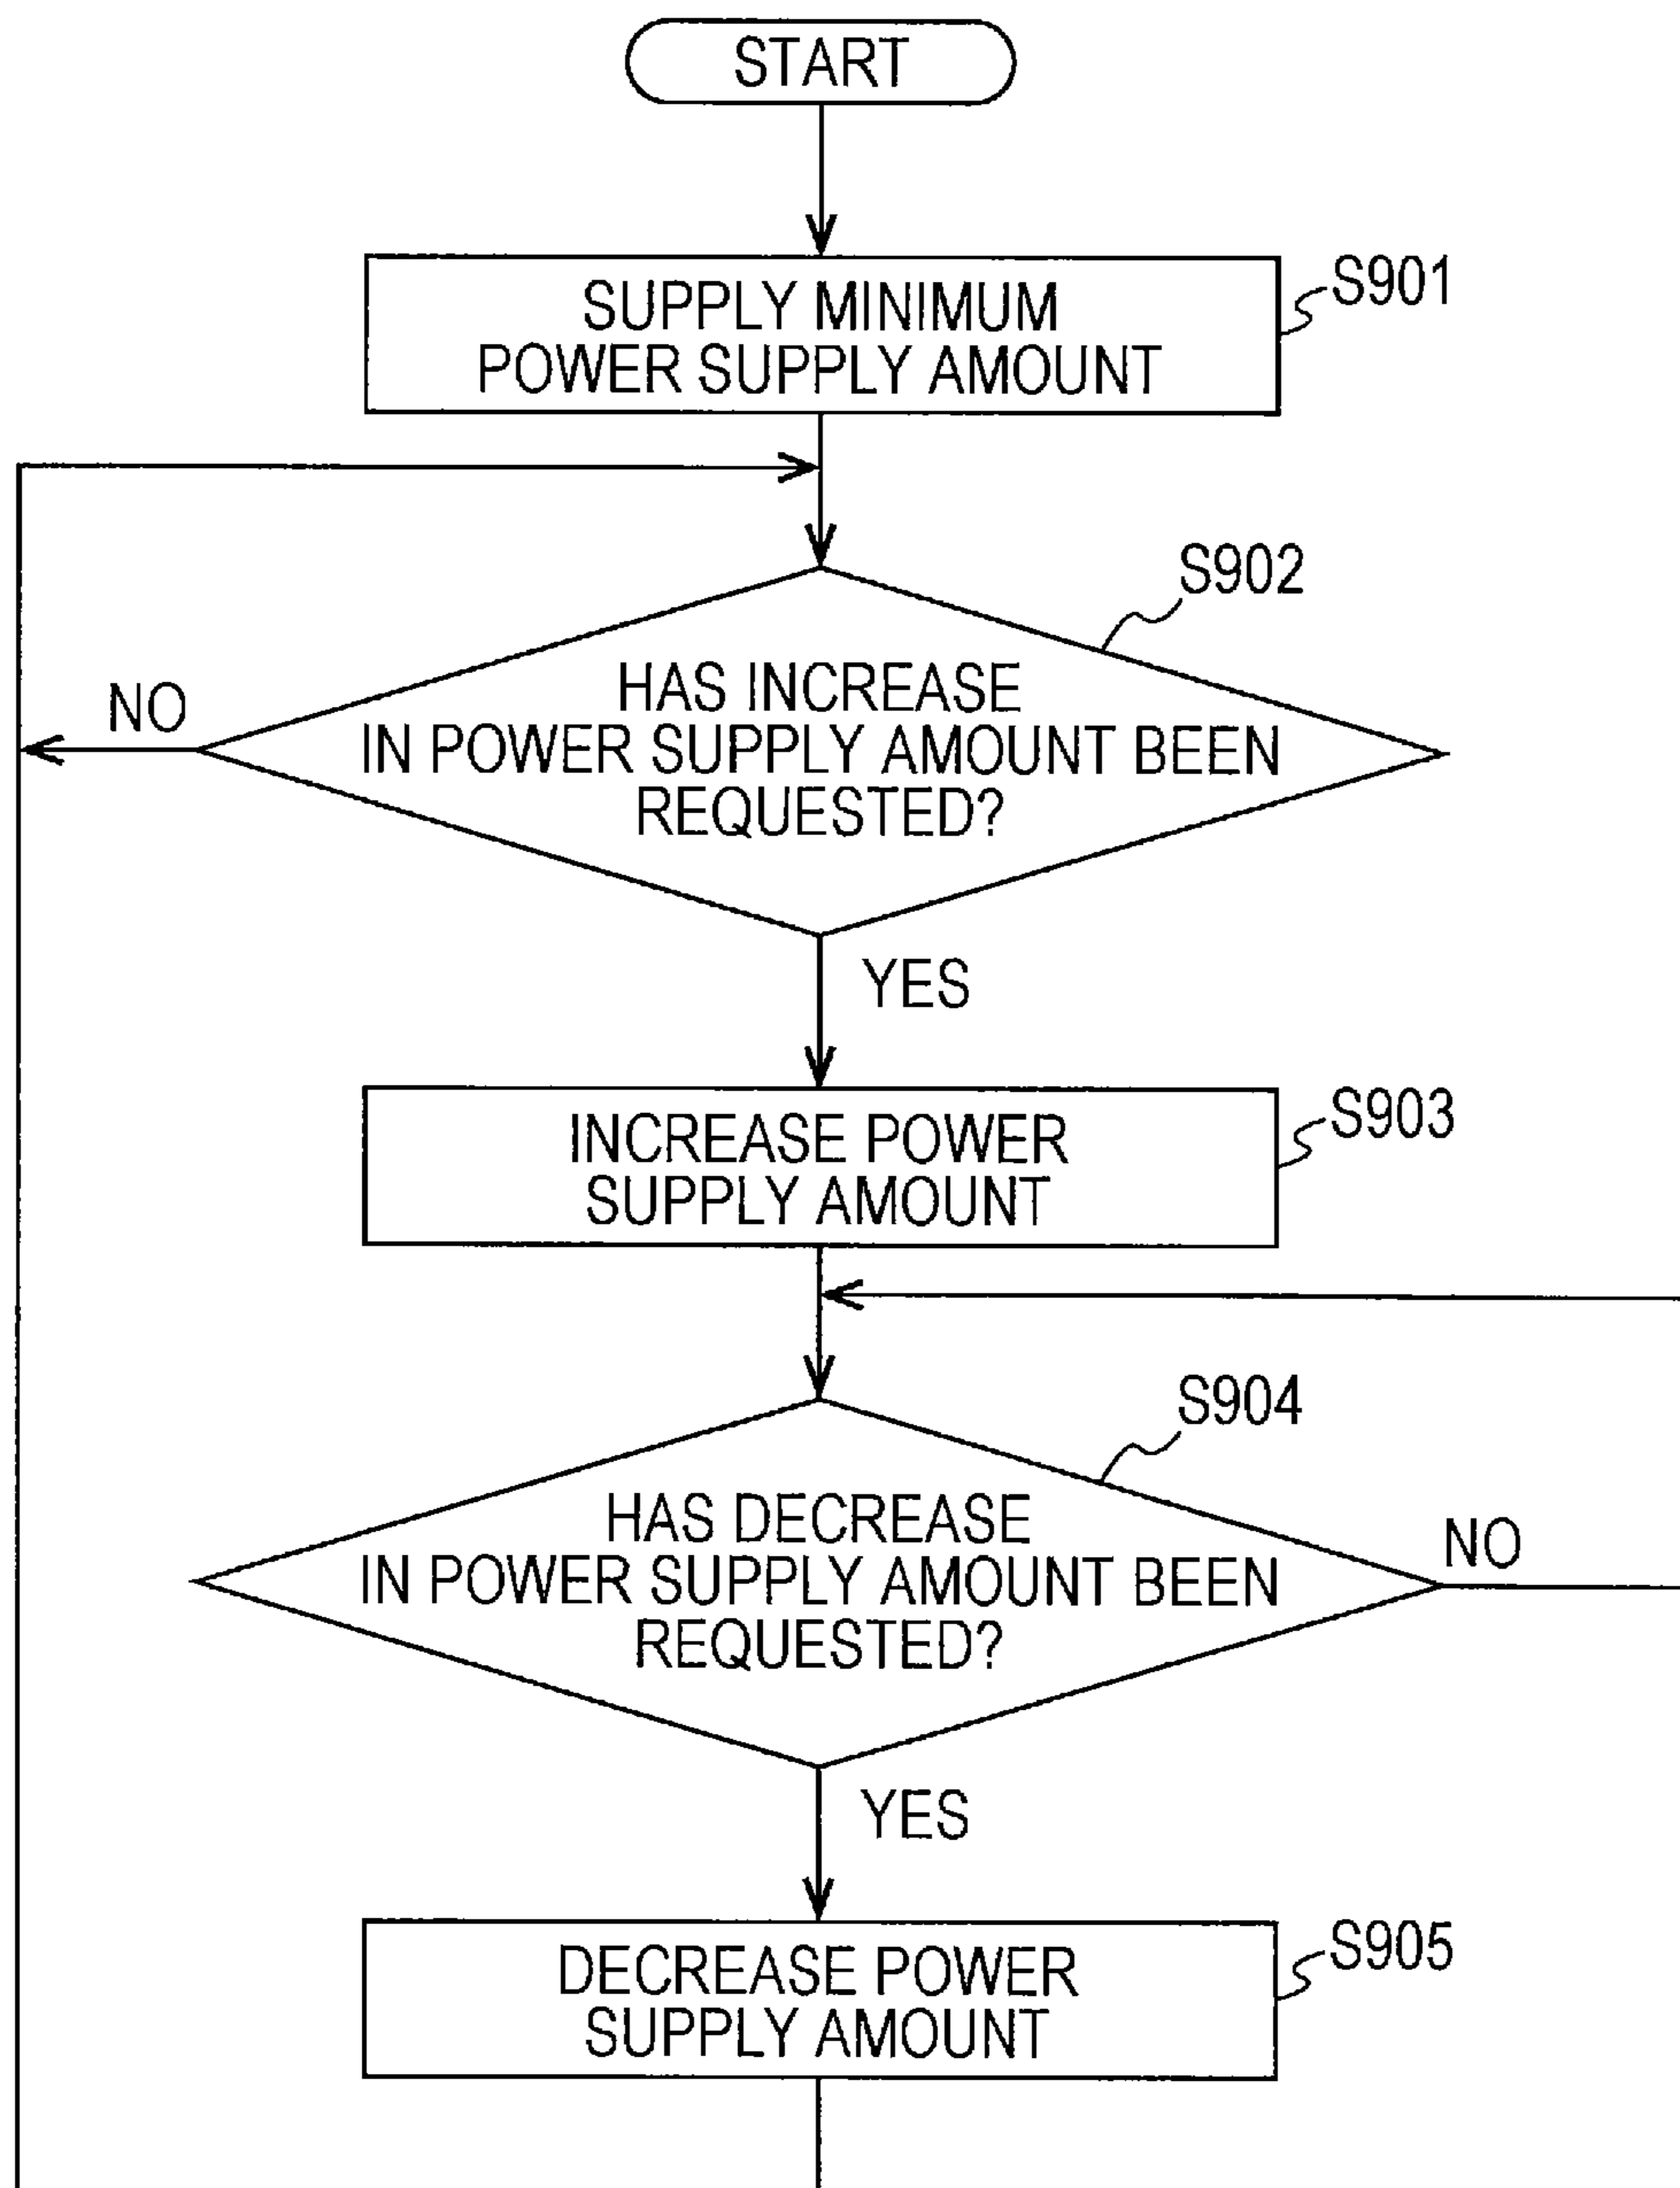 START
SUPPLY MINIMUM
POWER SUPPLY AMOUNT
S901
S902
HAS INCREASE
IN POWER SUPPLY AMOUNT BEEN
REQUESTED?
NO
YES
INCREASE POWER
SUPPLY AMOUNT
S903
S904
HAS DECREASE
IN POWER SUPPLY AMOUNT BEEN
REQUESTED?
NO
YES
DECREASE POWER
SUPPLY AMOUNT
S905